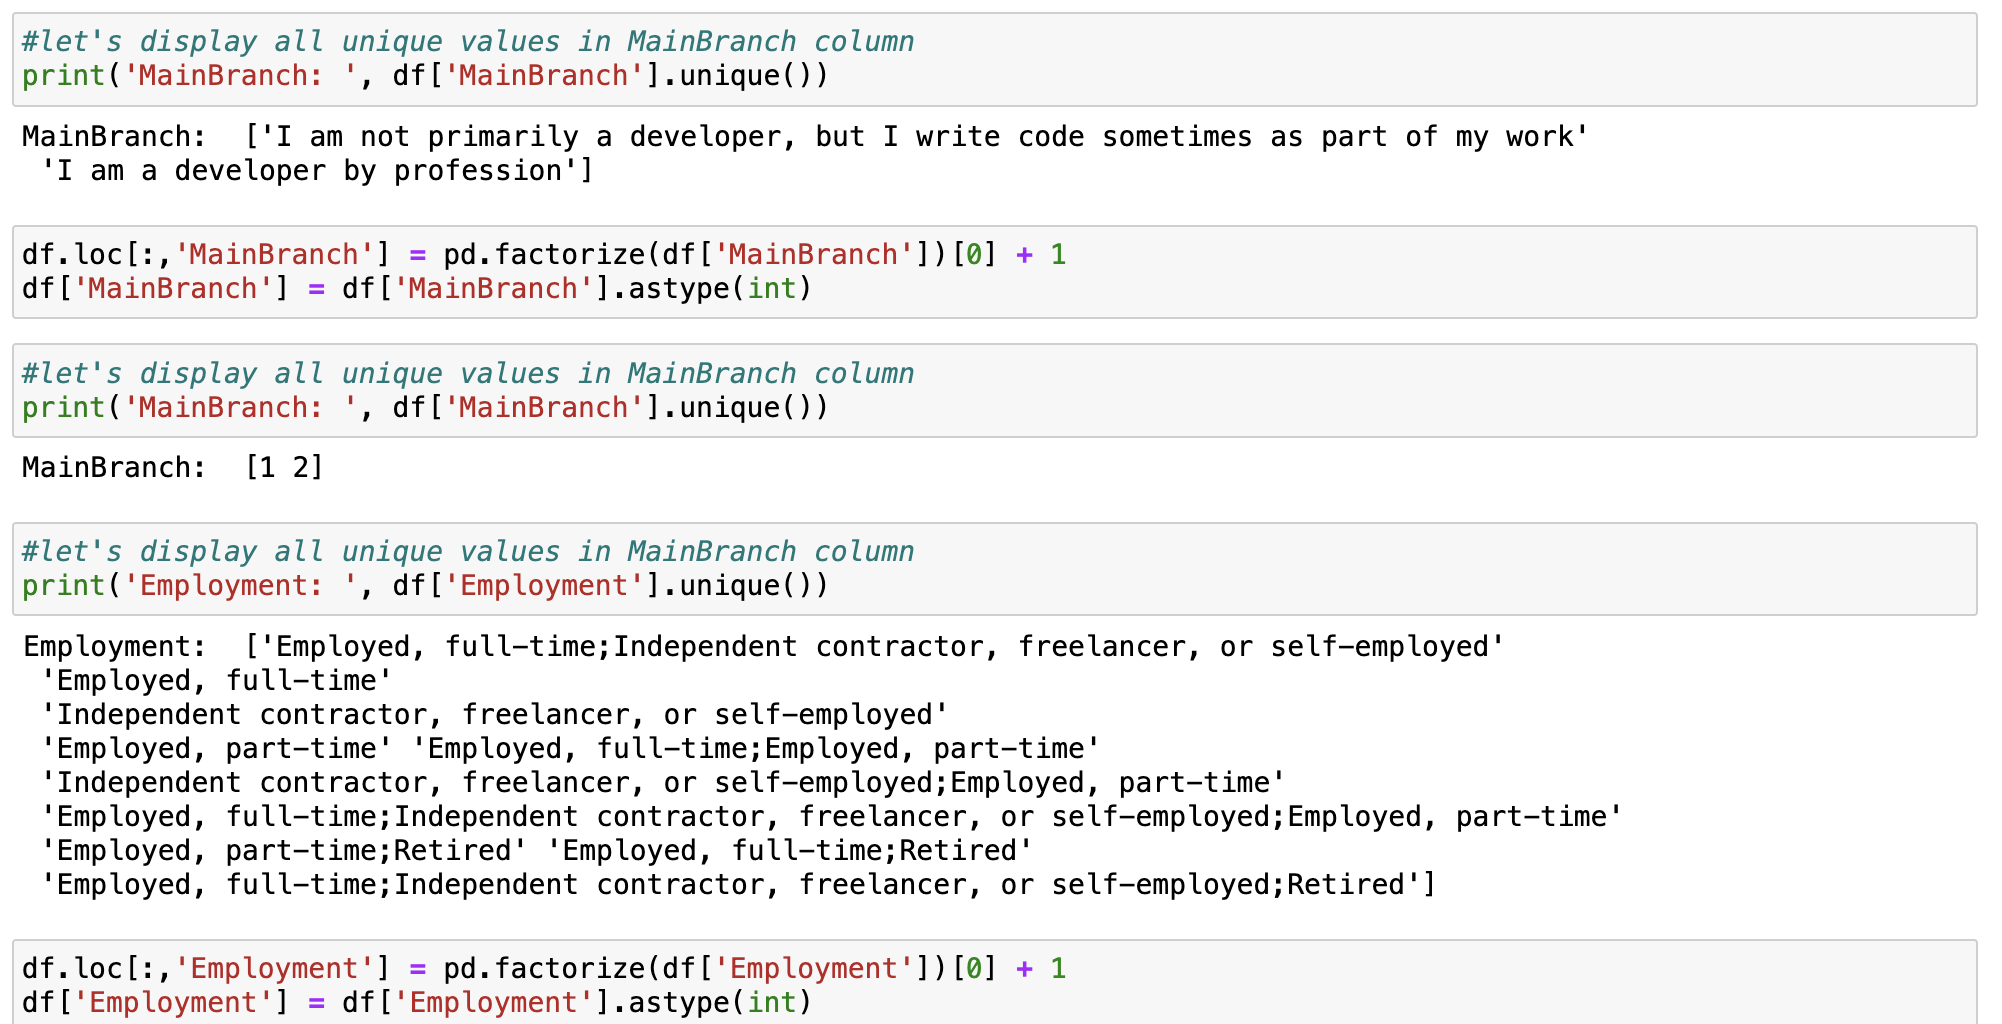 #let's display all unique values in MainBranch column
print('MainBranch: ', df['MainBranch'].unique())
MainBranch:  ['I am not primarily a developer, but I write code sometimes as part of my work'
 'I am a developer by profession']
df.loc[:,'MainBranch'] = pd.factorize(df['MainBranch'])[0] + 1
df['MainBranch'] = df['MainBranch'].astype(int)
#let's display all unique values in MainBranch column
print('MainBranch: ', df['MainBranch'].unique())
MainBranch:  [1 2]
#let's display all unique values in MainBranch column
print('Employment: ', df['Employment'].unique())
Employment:  ['Employed, full-time;Independent contractor, freelancer, or self-employed'
 'Employed, full-time'
 'Independent contractor, freelancer, or self-employed'
 'Employed, part-time' 'Employed, full-time;Employed, part-time'
 'Independent contractor, freelancer, or self-employed;Employed, part-time'
 'Employed, full-time;Independent contractor, freelancer, or self-employed;Employed, part-time'
 'Employed, part-time;Retired' 'Employed, full-time;Retired'
 'Employed, full-time;Independent contractor, freelancer, or self-employed;Retired']
df.loc[:,'Employment'] = pd.factorize(df['Employment'])[0] + 1
df['Employment'] = df['Employment'].astype(int)